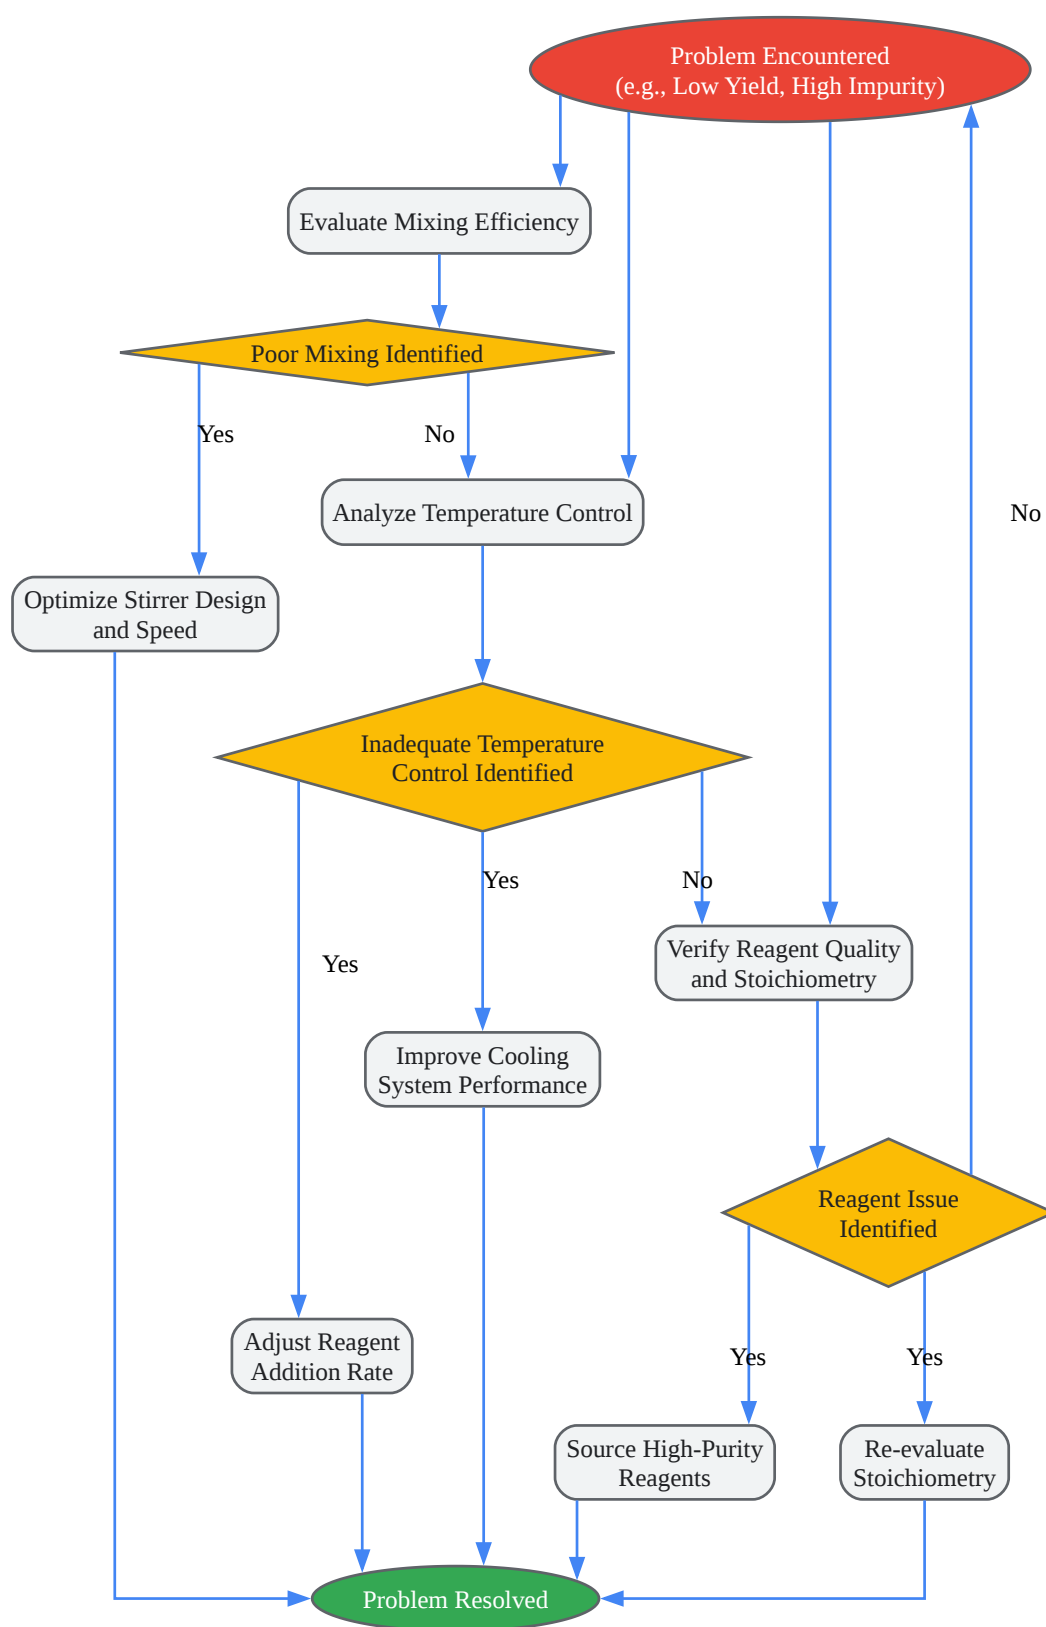 Problem Encountered
(e.g., Low Yield, High Impurity)
Evaluate Mixing Efficiency
Poor Mixing Identified
Yes
No
Analyze Temperature Control
No
Optimize Stirrer Design
and Speed
Inadequate Temperature
Control Identified
Yes
No
Verify Reagent Quality
and Stoichiometry
Yes
Improve Cooling
System Performance
Reagent Issue
Identified
Adjust Reagent
Addition Rate
Yes
Yes
Source High-Purity
Reagents
Re-evaluate
Stoichiometry
Problem Resolved